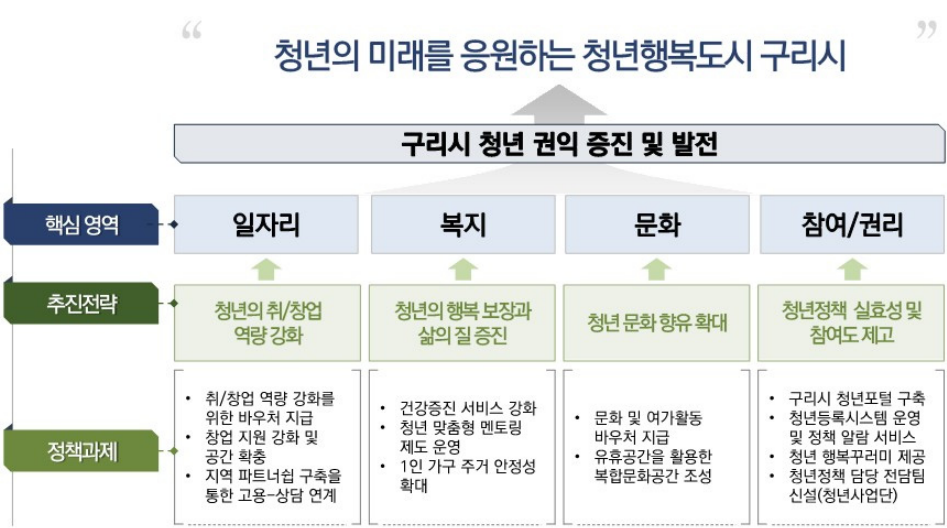 “ ”
청년의 미래를 응원하는 청년행복도시 구리시
구리시 청년 권익 증진 및 발전
핵심 영역
일자리
복지
문화
참여/권리
추진전략
청년의 취/창업
역량 강화
청년의 행복 보장과
삶의 질 증진
청년 문화 향유 확대
청년정책 실효성 및
참여도 제고
정책과제
• 취/창업 역량 강화를
위한 바우처 지급
• 창업 지원 강화 및
공간 확충
• 지역 파트너쉽 구축을
통한 고용-상담 연계
• 건강증진 서비스 강화
• 청년 맞춤형 멘토링
제도 운영
• 1인 가구 주거 안정성
확대
• 문화 및 여가활동
바우처 지급
• 유휴공간을 활용한
복합문화공간 조성
• 구리시 청년포털 구축
• 청년등록시스템 운영
및 정책 알람 서비스
• 청년 행복꾸러미 제공
• 청년정책 담당 전담팀
신설(청년사업단)